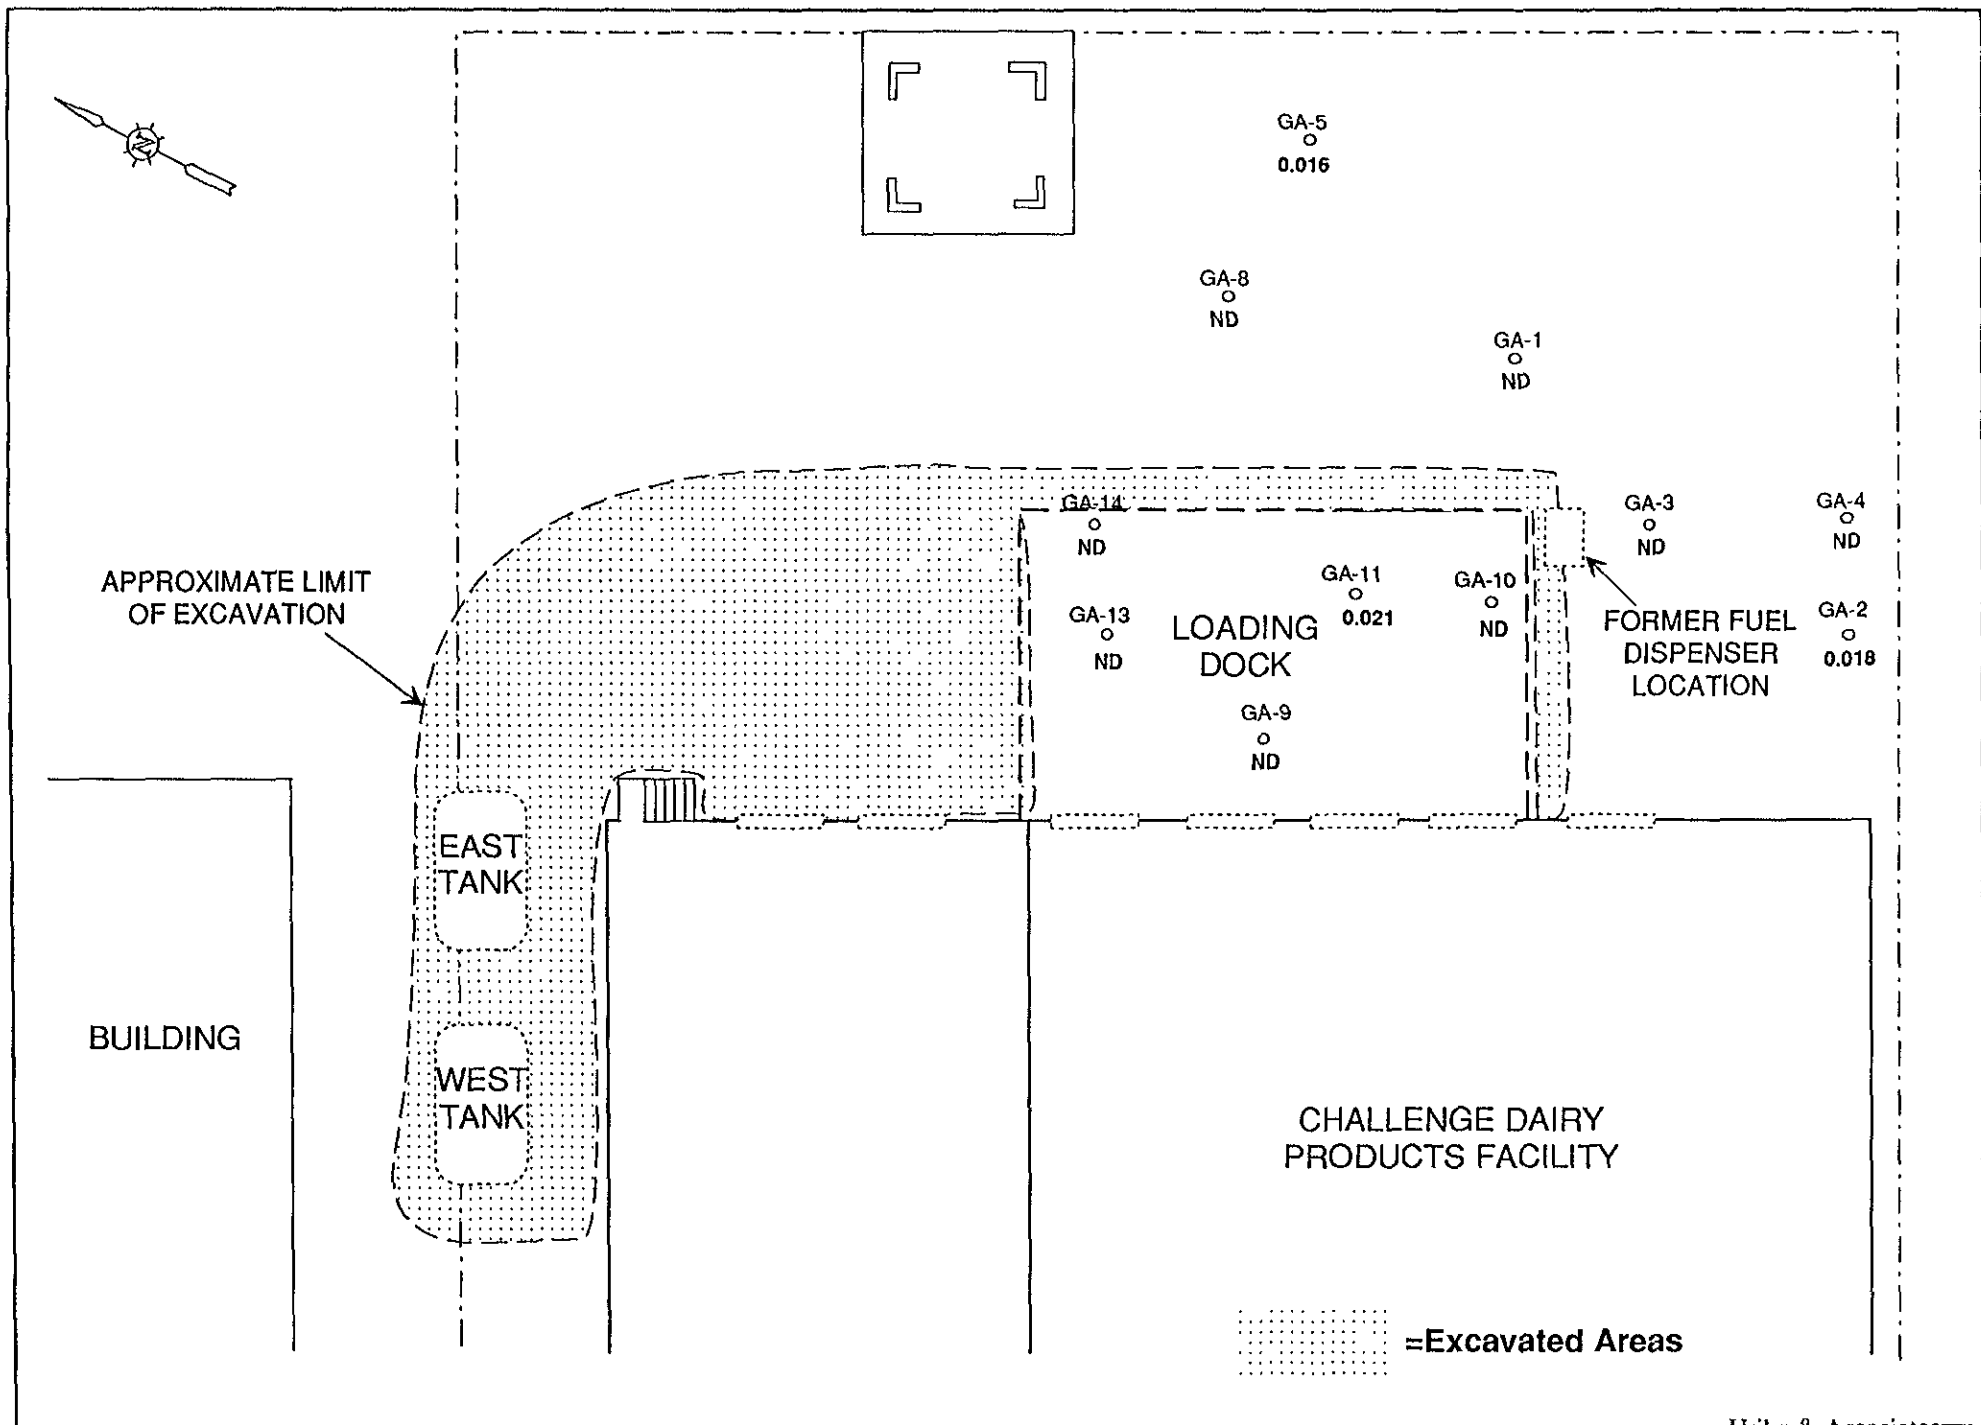 N
GA-5
0.016
GA-8
ND
GA-1
ND
GA-14
ND
GA-3
ND
GA-4
ND
APPROXIMATE LIMIT
OF EXCAVATION
GA-11
0.021
GA-10
ND
GA-13
ND
LOADING
DOCK
FORMER FUEL
DISPENSER
LOCATION
GA-2
0.018
GA-9
ND
EAST
TANK
BUILDING
WEST
TANK
CHALLENGE DAIRY
PRODUCTS FACILITY
=Excavated Areas